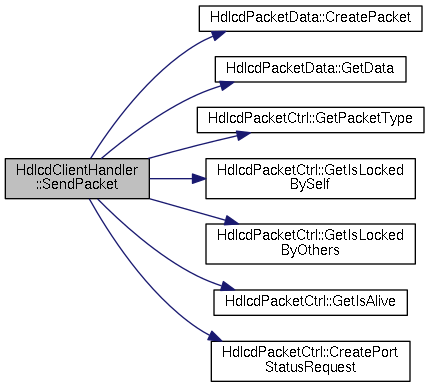 HdlcdPacketData::CreatePacket
HdlcdPacketData::GetData
HdlcdPacketCtrl::GetPacketType
HdlcdClientHandler
::SendPacket
HdlcdPacketCtrl::GetIsLocked
BySelf
HdlcdPacketCtrl::GetIsLocked
ByOthers
HdlcdPacketCtrl::GetIsAlive
HdlcdPacketCtrl::CreatePort
StatusRequest